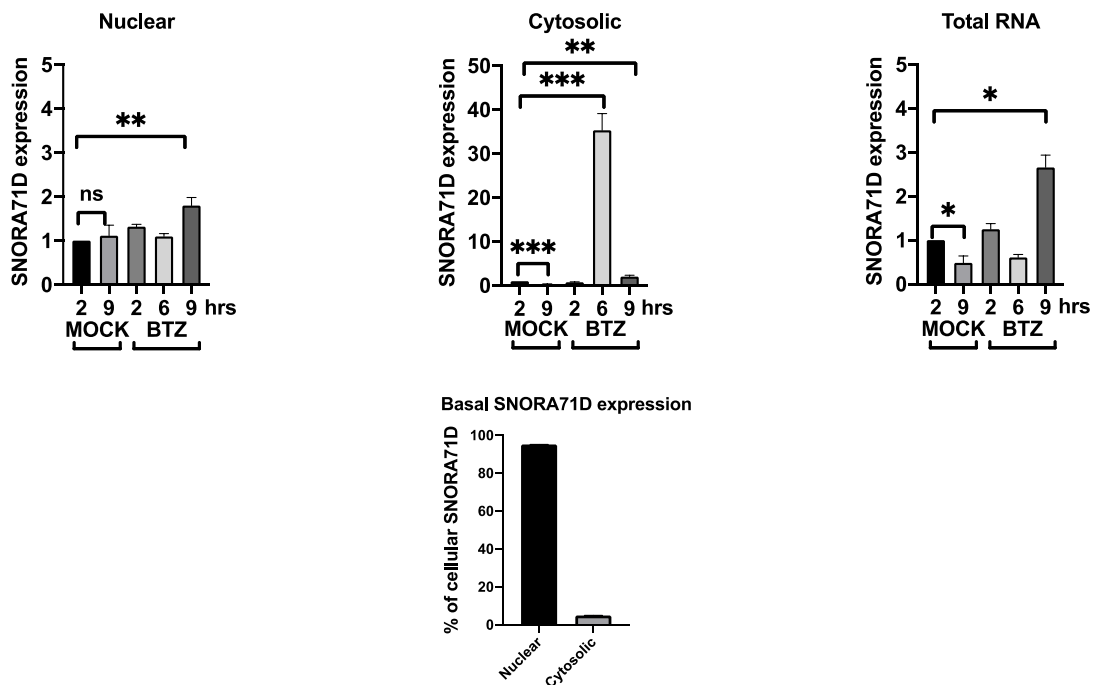 Nuclear
SNORA71D expression
5
4
3
2
1
0
**
ns
2 9 2 6 9 hrs
MOCK BTZ
Cytosolic
SNORA71D expression
50
40
30
20
10
0
**
***
***
2 9 2 6 9 hrs
MOCK BTZ
Total RNA
SNORA71D expression
5
4
3
2
1
0
*
*
2 9 2 6 9 hrs
MOCK BTZ
Basal SNORA71D expression
% of cellular SNORA71D
100
80
60
40
20
0
Nuclear
Cytosolic